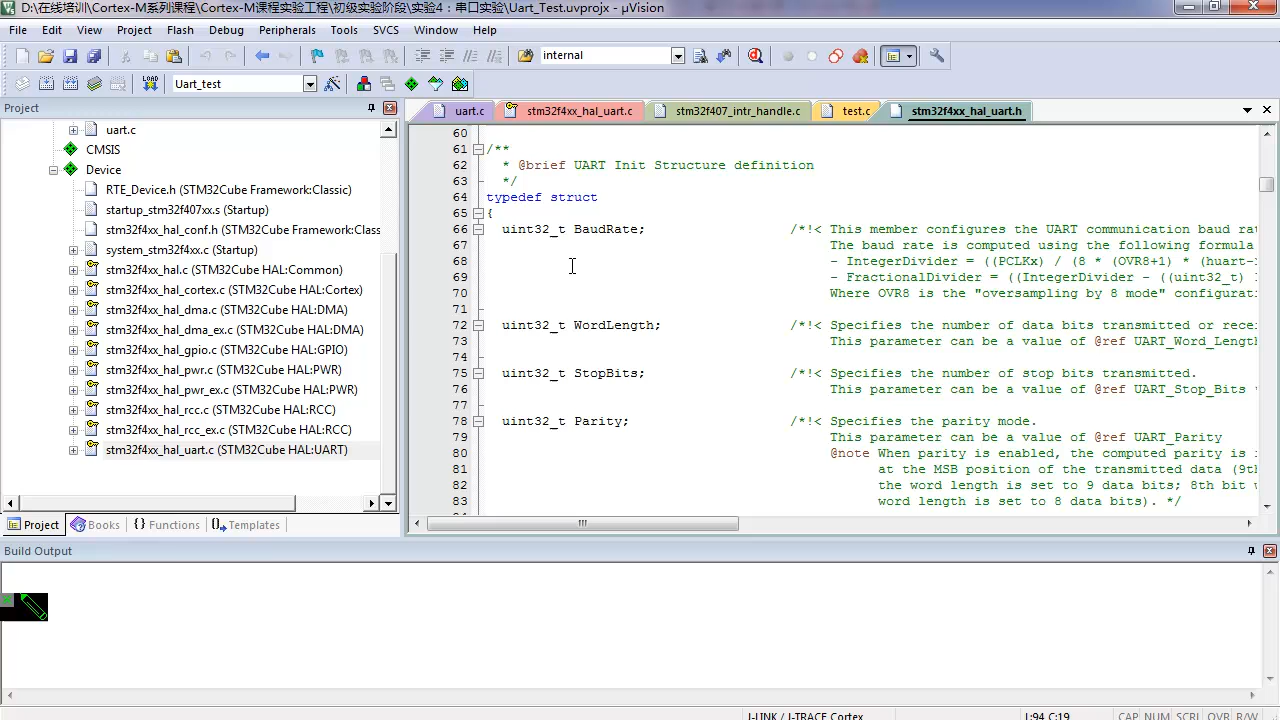 D:\在线培训\Cortex-M系列课程\Cortex-M课程实验工程\初级实验阶段\实验4：串口实验\Uart_Test.uvprojx - µVision
File Edit View Project Flash Debug Peripherals Tools SVCS Window Help
internal
LOAD Uart_test
Project
uart.c stm32f4xx_hal_uart.c stm32f407_intr_handle.c test.c stm32f4xx_hal_uart.h
uart.c
CMSIS
Device
RTE_Device.h (STM32Cube Framework:Classic)
startup_stm32f407xx.s (Startup)
stm32f4xx_hal_conf.h (STM32Cube Framework:Class
system_stm32f4xx.c (Startup)
stm32f4xx_hal.c (STM32Cube HAL:Common)
stm32f4xx_hal_cortex.c (STM32Cube HAL:Cortex)
stm32f4xx_hal_dma.c (STM32Cube HAL:DMA)
stm32f4xx_hal_dma_ex.c (STM32Cube HAL:DMA)
stm32f4xx_hal_gpio.c (STM32Cube HAL:GPIO)
stm32f4xx_hal_pwr.c (STM32Cube HAL:PWR)
stm32f4xx_hal_pwr_ex.c (STM32Cube HAL:PWR)
stm32f4xx_hal_rcc.c (STM32Cube HAL:RCC)
stm32f4xx_hal_rcc_ex.c (STM32Cube HAL:RCC)
stm32f4xx_hal_uart.c (STM32Cube HAL:UART)
Project Books {} Functions Templates
60
61 /**
62 * @brief UART Init Structure definition
63 */
64 typedef struct
65 {
66 uint32_t BaudRate; /*!< This member configures the UART communication baud
67 The baud rate is computed using the following formula
68 - IntegerDivider = ((PCLKx) / (8 * (OVR8+1) * (huart-
69 - FractionalDivider = ((IntegerDivider - ((uint32_t)
70 Where OVR8 is the "oversampling by 8 mode"
71
72 uint32_t WordLength; /*!< Specifies the number of data bits transmitted or
73 This parameter can be a value of @ref UART_Word_Length
74
75 uint32_t StopBits; /*!< Specifies the number of stop bits transmitted.
76 This parameter can be a value of @ref UART_Stop_Bits
77
78 uint32_t Parity; /*!< Specifies the parity mode.
79 This parameter can be a value of @ref UART_Parity
80 @note When parity is enabled, the computed parity is
81 at the MSB position of the transmitted data
82 the word length is set to 9 data bits; 8th bit
83 word length is set to 8 data bits). */
Build Output
J-LINK / J-TRACE Cortex L:94 C:19 CAP NUM SCRL OVR R/W